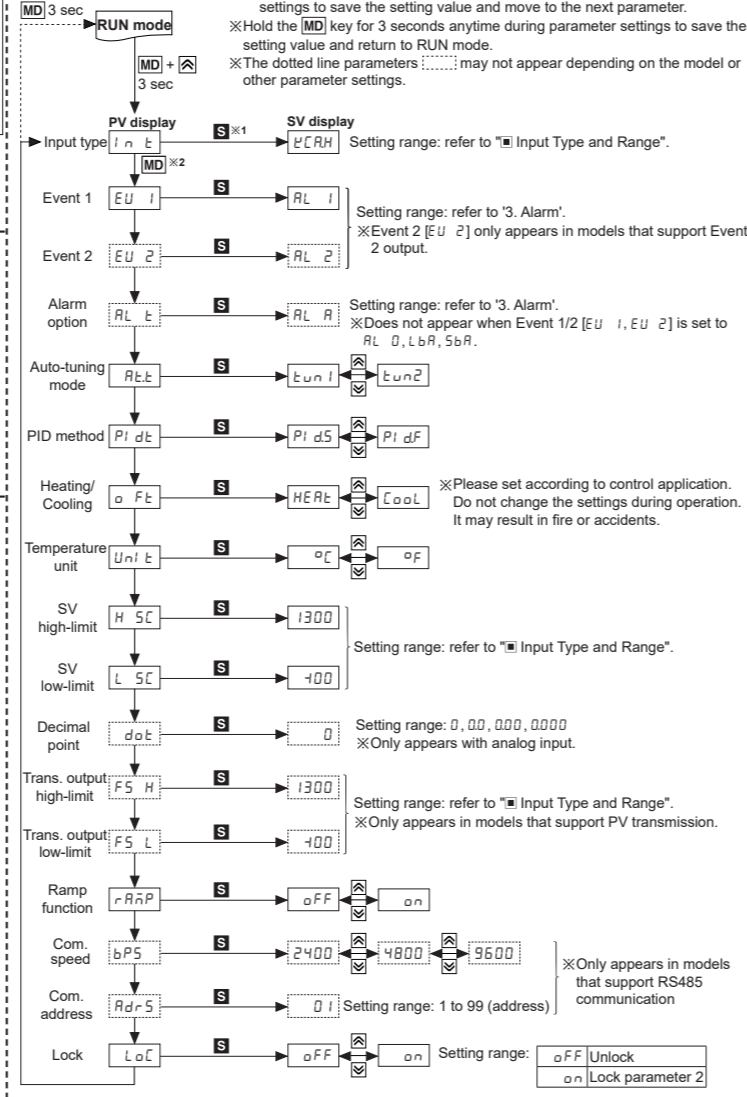 settings to save the setting value and move to the next parameter.
MD 3 sec
RUN mode
※Hold the MD key for 3 seconds anytime during parameter settings to save the
setting value and return to RUN mode.
※The dotted line parameters may not appear depending on the model or
other parameter settings.
MD +
3 sec
PV display
SV display
Input type In t S ※1 KCA.H Setting range: refer to "▣ Input Type and Range".
MD ※2
Event 1 EU 1 S AL 1
Setting range: refer to '3. Alarm'.
※Event 2 [EU 2] only appears in models that support Event
2 output.
Event 2 EU 2 S AL 2
Alarm
option AL t S AL A
Setting range: refer to '3. Alarm'.
※Does not appear when Event 1/2 [EU 1, EU 2] is set to
AL 0, LbA, SbA.
Auto-tuning
mode At.t S tun1 tun2
PID method PI dt S PI d.S PI d.F
Heating/
Cooling o Ft S HEAt CooL
※Please set according to control application.
Do not change the settings during operation.
It may result in fire or accidents.
Temperature
unit UnI t S °C °F
SV
high-limit H SC S 1300
Setting range: refer to "▣ Input Type and Range".
SV
low-limit L SC S -100
Decimal
point dot S 0
Setting range: 0, 0.0, 0.00, 0.000
※Only appears with analog input.
Trans. output
high-limit FS H S 1300
Setting range: refer to "▣ Input Type and Range".
※Only appears in models that support PV transmission.
Trans. output
low-limit FS L S -100
Ramp
function rAmP S oFF on
Com.
speed bPS S 2400 4800 9600
※Only appears in models
that support RS485
communication
Com.
address AdrS S 01 Setting range: 1 to 99 (address)
Lock LoC S oFF on Setting range:
oFF Unlock
on Lock parameter 2